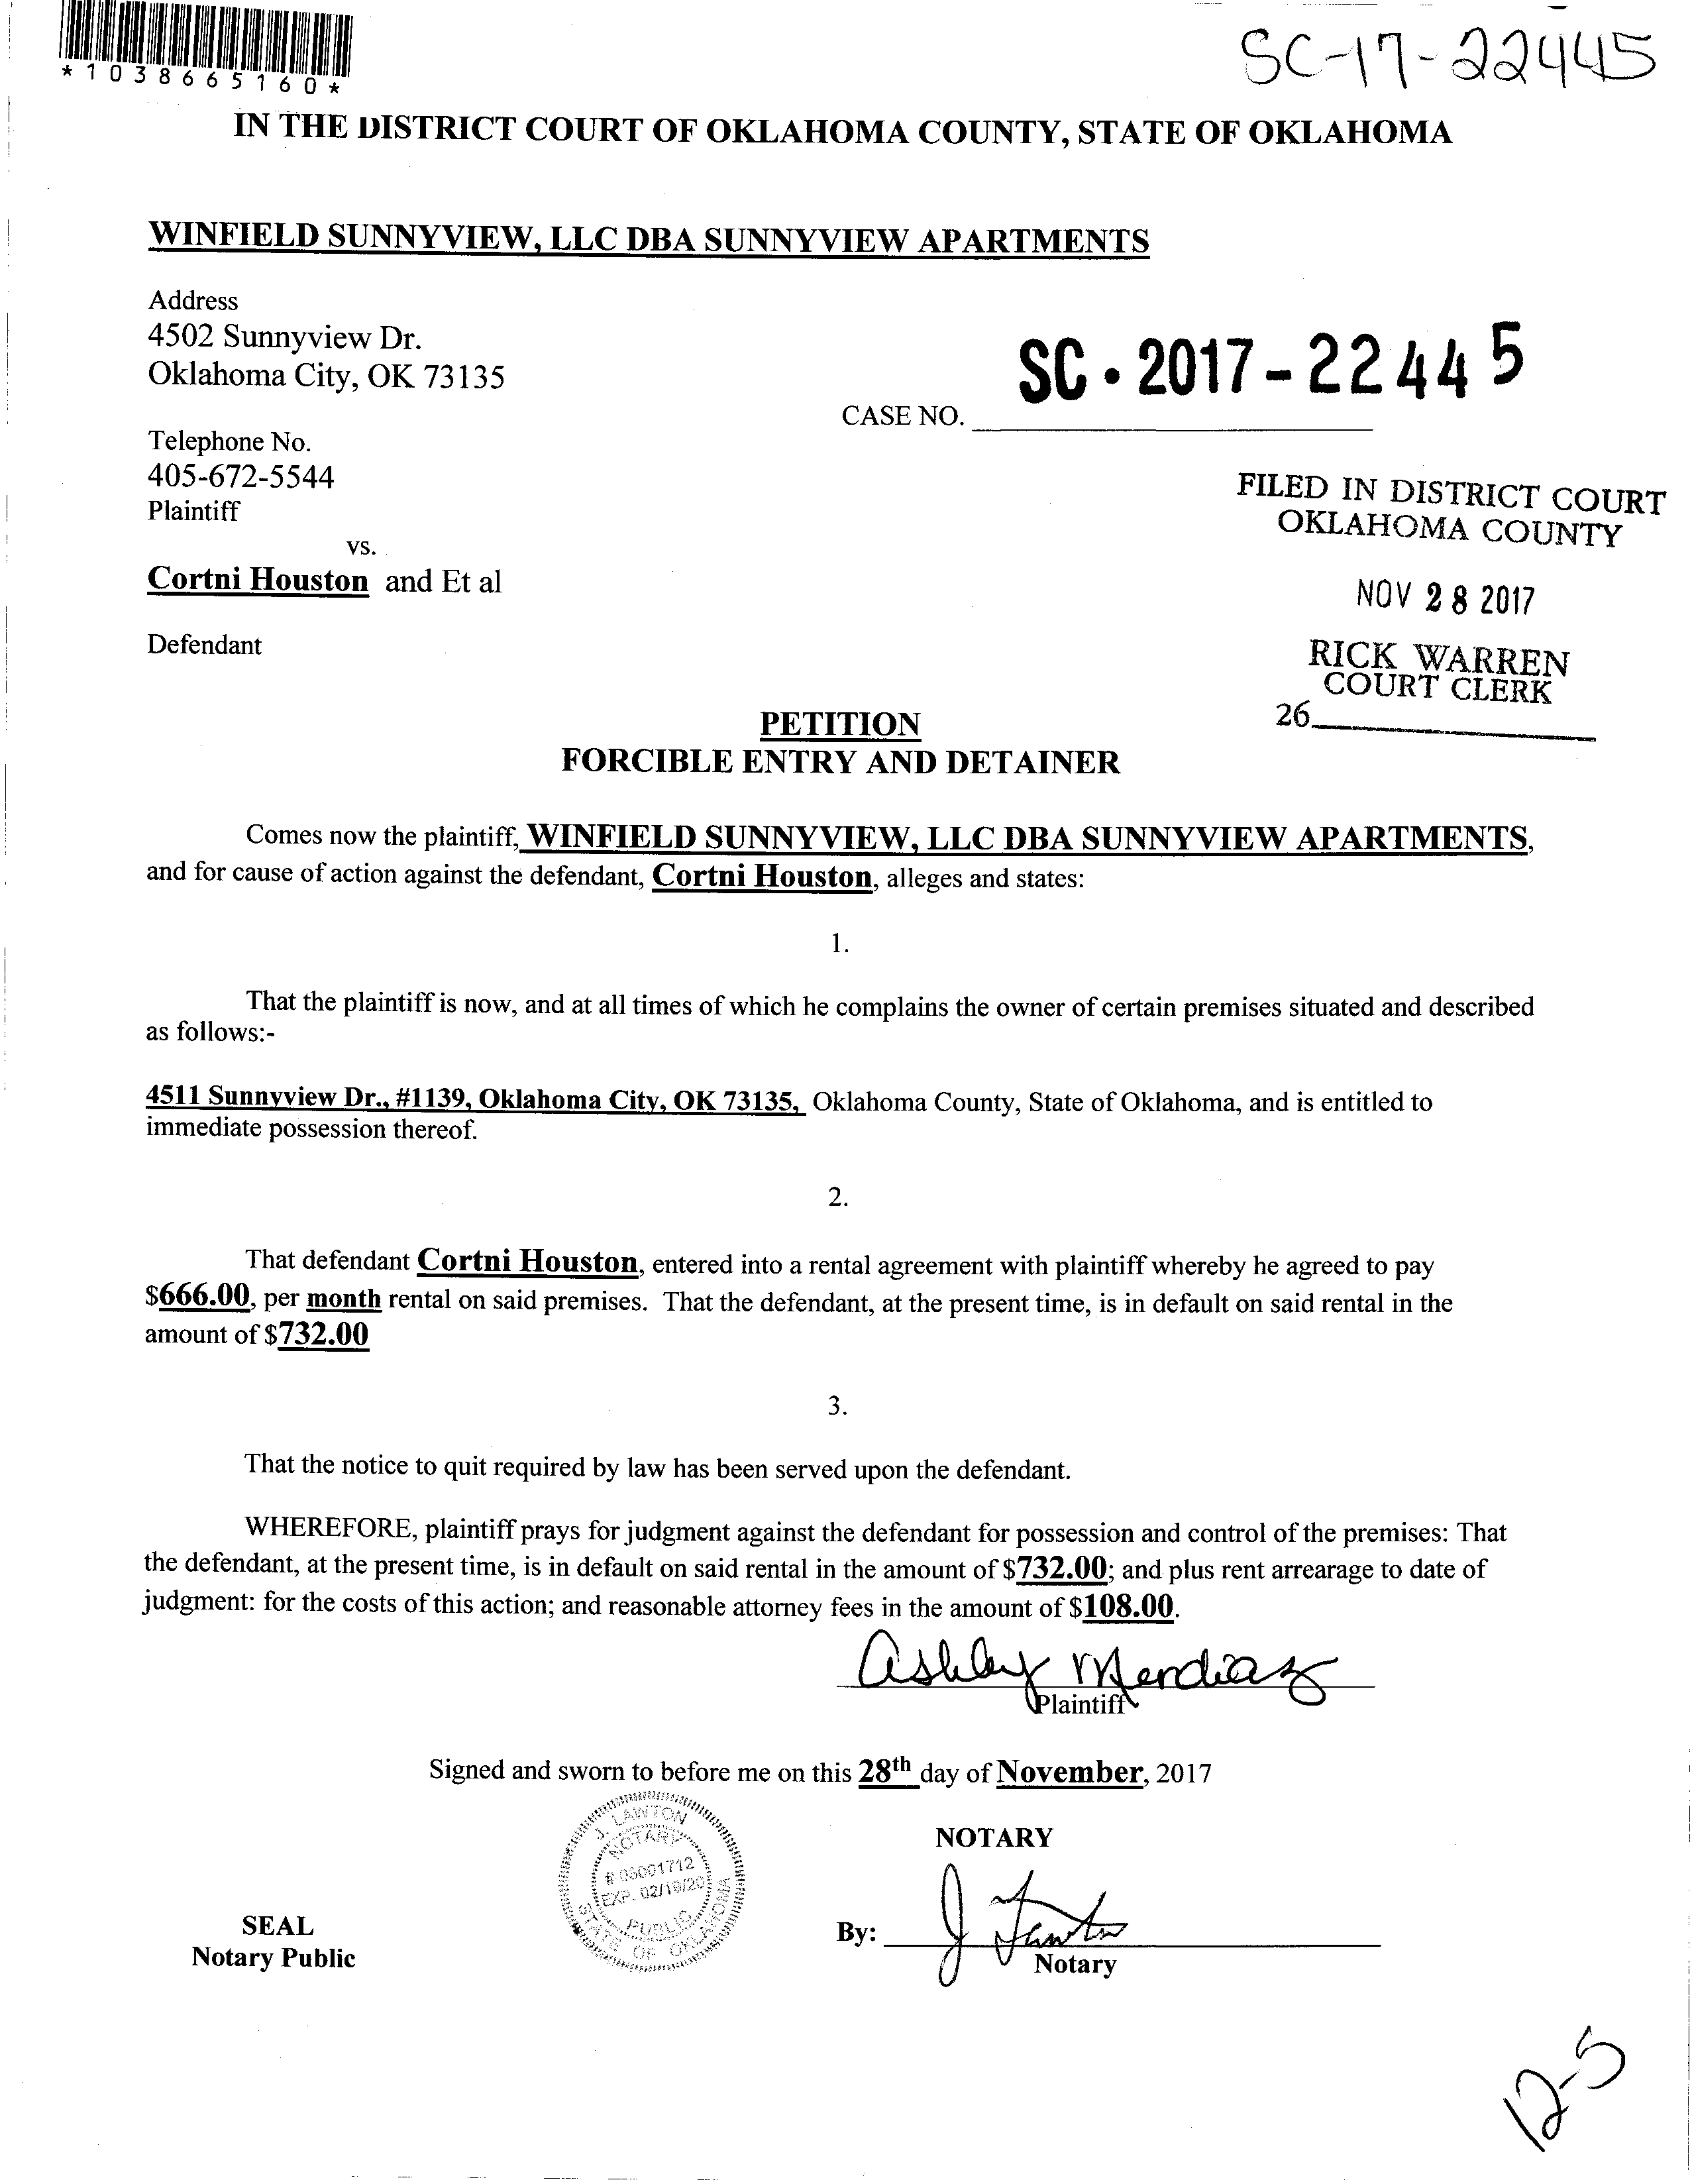 *1038665160*
SC-17-22445
IN THE DISTRICT COURT OF OKLAHOMA COUNTY, STATE OF OKLAHOMA
WINFIELD SUNNYVIEW, LLC DBA SUNNYVIEW APARTMENTS
Address
4502 Sunnyview Dr.
Oklahoma City, OK 73135
SC•2017-22445
CASE NO.
Telephone No.
405-672-5544
Plaintiff
FILED IN DISTRICT COURT
OKLAHOMA COUNTY
vs.
Cortni Houston and Et al
NOV 28 2017
Defendant
RICK WARREN
COURT CLERK
26
PETITION
FORCIBLE ENTRY AND DETAINER
Comes now the plaintiff, WINFIELD SUNNYVIEW, LLC DBA SUNNYVIEW APARTMENTS,
and for cause of action against the defendant, Cortni Houston, alleges and states:
1.
That the plaintiff is now, and at all times of which he complains the owner of certain premises situated and described
as follows:-
4511 Sunnyview Dr., #1139, Oklahoma City, OK 73135, Oklahoma County, State of Oklahoma, and is entitled to
immediate possession thereof.
2.
That defendant Cortni Houston, entered into a rental agreement with plaintiff whereby he agreed to pay
$666.00, per month rental on said premises. That the defendant, at the present time, is in default on said rental in the
amount of $732.00
3.
That the notice to quit required by law has been served upon the defendant.
WHEREFORE, plaintiff prays for judgment against the defendant for possession and control of the premises: That
the defendant, at the present time, is in default on said rental in the amount of $732.00; and plus rent arrearage to date of
judgment: for the costs of this action; and reasonable attorney fees in the amount of $108.00.
Ashley Mendiaz
Plaintiff
Signed and sworn to before me on this 28th day of November, 2017
J. LAWTON
NOTARY
# 05001712
EXP. 02/19/20
PUBLIC
STATE OF OKLAHOMA
NOTARY
SEAL
Notary Public
By: J Lawton
Notary
12-5